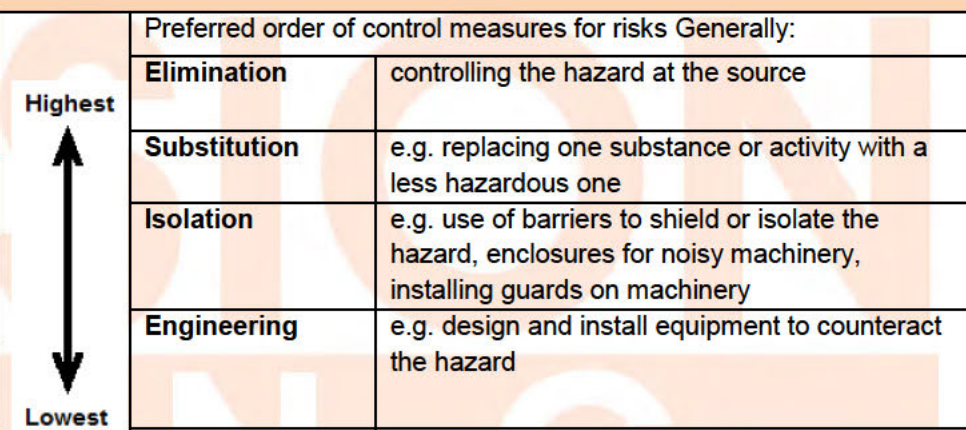 Preferred order of control measures for risks Generally:
Highest
Elimination controlling the hazard at the source
Substitution e.g. replacing one substance or activity with a
less hazardous one
Isolation e.g. use of barriers to shield or isolate the
hazard, enclosures for noisy machinery,
installing guards on machinery
Engineering e.g. design and install equipment to counteract
the hazard
Lowest